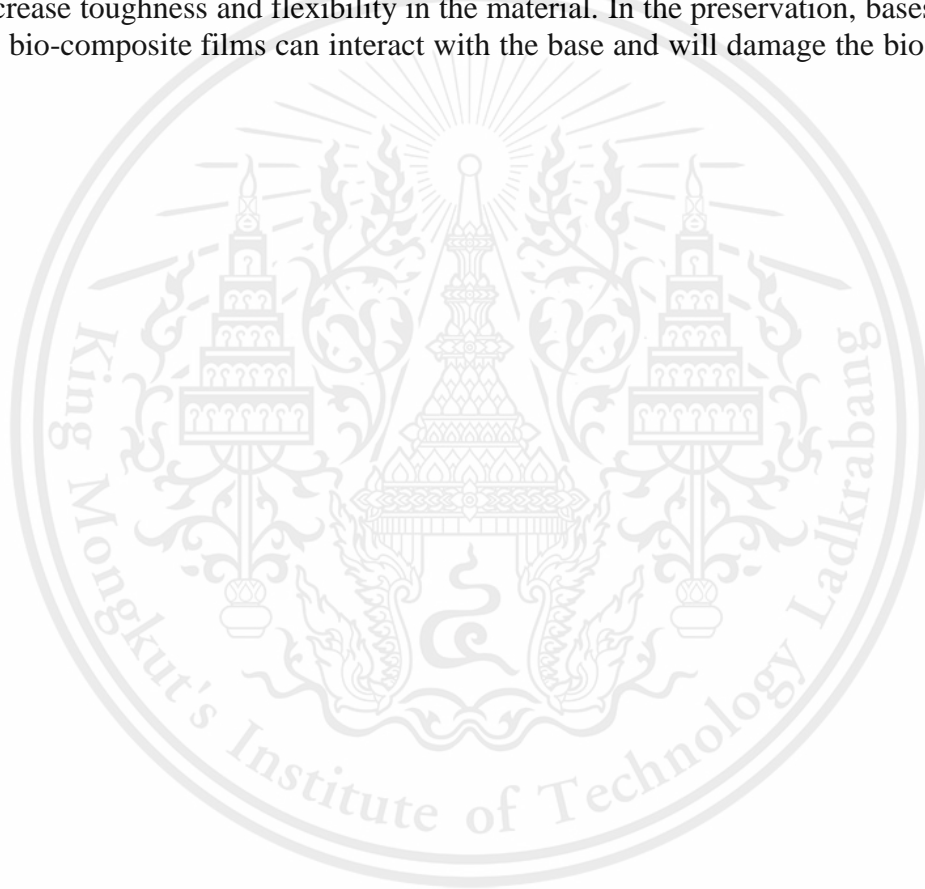 crease toughness and flexibility in the material. In the preservation, bases
bio-composite films can interact with the base and will damage the bio
King Mongkut's Institute of Technology Ladkrabang